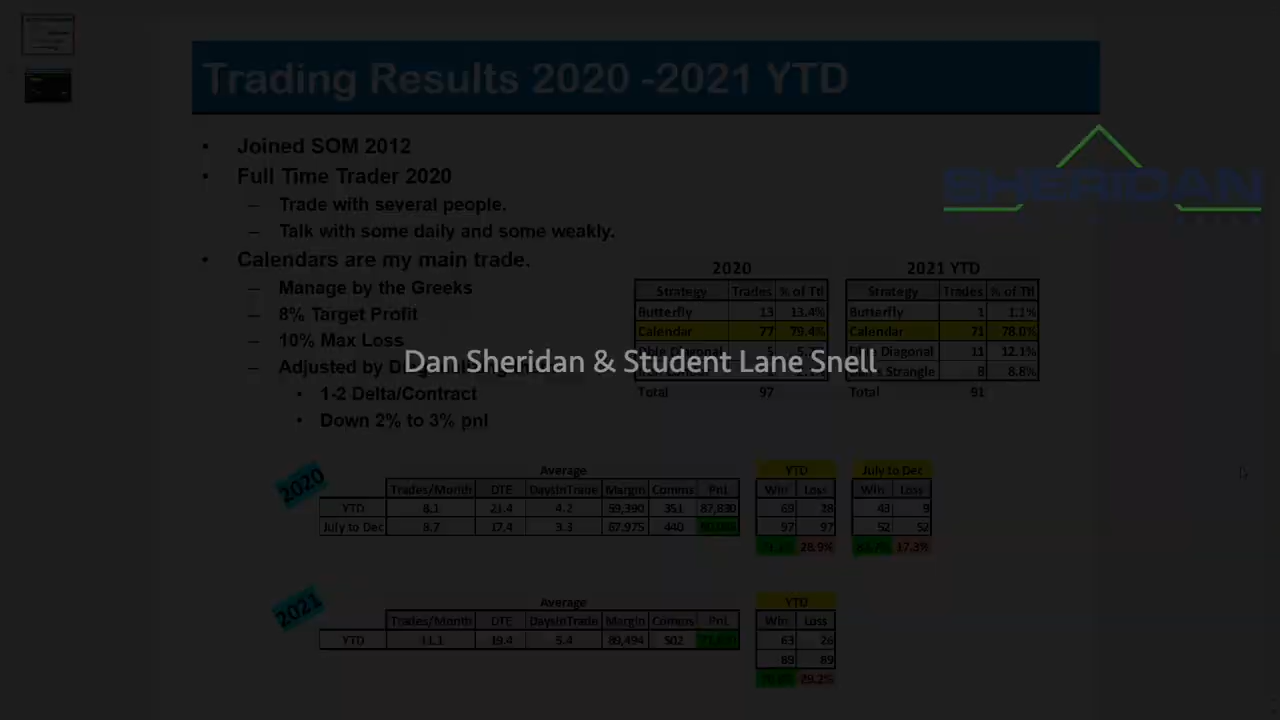 Trading Results 2020 -2021 YTD
• Joined SOM 2012
• Full Time Trader 2020
– Trade with several people.
– Talk with some daily and some weakly.
• Calendars are my main trade.
– Manage by the Greeks
– 8% Target Profit
– 10% Max Loss
– Adjusted by
• 1-2 Delta/Contract
• Down 2% to 3% pnl
SHERIDAN
Dan Sheridan & Student Lane Snell
2020
Strategy Trades % of Ttl
Butterfly 13 13.4%
Calendar 77 79.4%
Total 97
2021 YTD
Strategy Trades % of Ttl
Butterfly 1 1.1%
Calendar 71 78.0%
Diagonal 11 12.1%
Strangle 8 8.8%
Total 91
2020
Average
Trades/Month DTE DaysInTrade Margin Comms PnL
YTD 8.1 21.4 4.2 59,390 351 87,830
July to Dec 8.7 17.4 3.3 67,975 440
YTD
Win Loss
69 28
97 97
28.9%
July to Dec
Win Loss
43 9
52 52
17.3%
2021
Average
Trades/Month DTE DaysInTrade Margin Comms PnL
YTD 11.1 19.4 5.4 89,494 502
YTD
Win Loss
63 26
89 89
29.2%